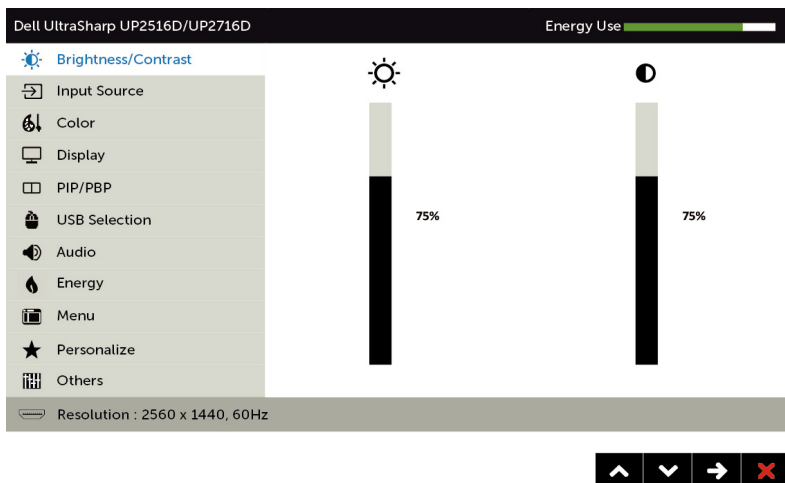 Dell UltraSharp UP2516D/UP2716D Energy Use
Brightness/Contrast
Input Source
Color
Display
PIP/PBP
USB Selection
75% 75%
Audio
Energy
Menu
Personalize
Others
Resolution : 2560 x 1440, 60Hz